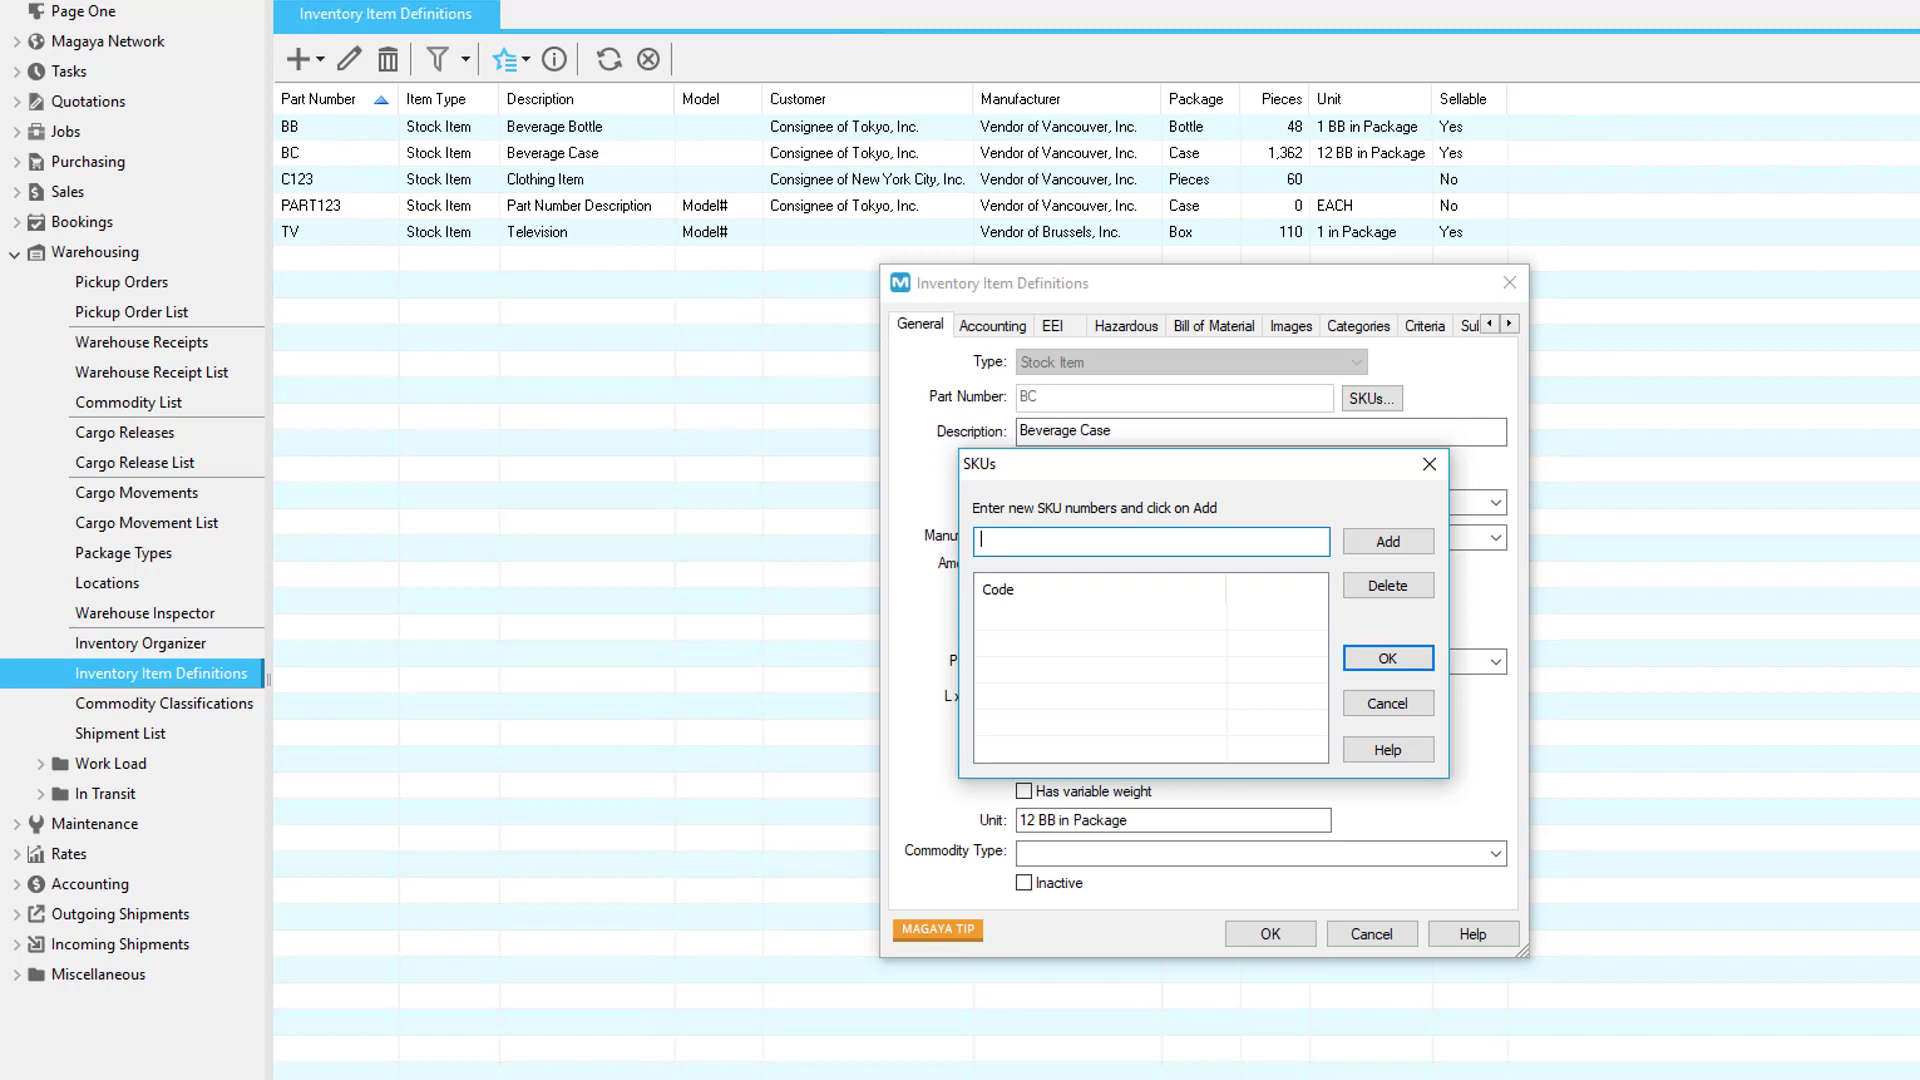 Page One
Magaya Network
Tasks
Quotations
Jobs
Purchasing
Sales
Bookings
Warehousing
Pickup Orders
Pickup Order List
Warehouse Receipts
Warehouse Receipt List
Commodity List
Cargo Releases
Cargo Release List
Cargo Movements
Cargo Movement List
Package Types
Locations
Warehouse Inspector
Inventory Organizer
Inventory Item Definitions
Commodity Classifications
Shipment List
Work Load
In Transit
Maintenance
Rates
Accounting
Outgoing Shipments
Incoming Shipments
Miscellaneous
Inventory Item Definitions
Part Number Item Type Description Model Customer Manufacturer Package Pieces Unit Sellable
BB Stock Item Beverage Bottle Consignee of Tokyo, Inc. Vendor of Vancouver, Inc. Bottle 48 1 BB in Package Yes
BC Stock Item Beverage Case Consignee of Tokyo, Inc. Vendor of Vancouver, Inc. Case 1,362 12 BB in Package Yes
C123 Stock Item Clothing Item Consignee of New York City, Inc. Vendor of Vancouver, Inc. Pieces 60 No
PART123 Stock Item Part Number Description Model# Consignee of Tokyo, Inc. Vendor of Vancouver, Inc. Case 0 EACH No
TV Stock Item Television Model# Vendor of Brussels, Inc. Box 110 1 in Package Yes
Inventory Item Definitions
General Accounting EEI Hazardous Bill of Material Images Categories Criteria Sul
Type: Stock Item
Part Number: BC SKUs...
Description: Beverage Case
SKUs
Enter new SKU numbers and click on Add
Manu
Add
Ame
Code
Delete
P
OK
L x
Cancel
Help
Has variable weight
Unit: 12 BB in Package
Commodity Type:
Inactive
MAGAYA TIP
OK Cancel Help